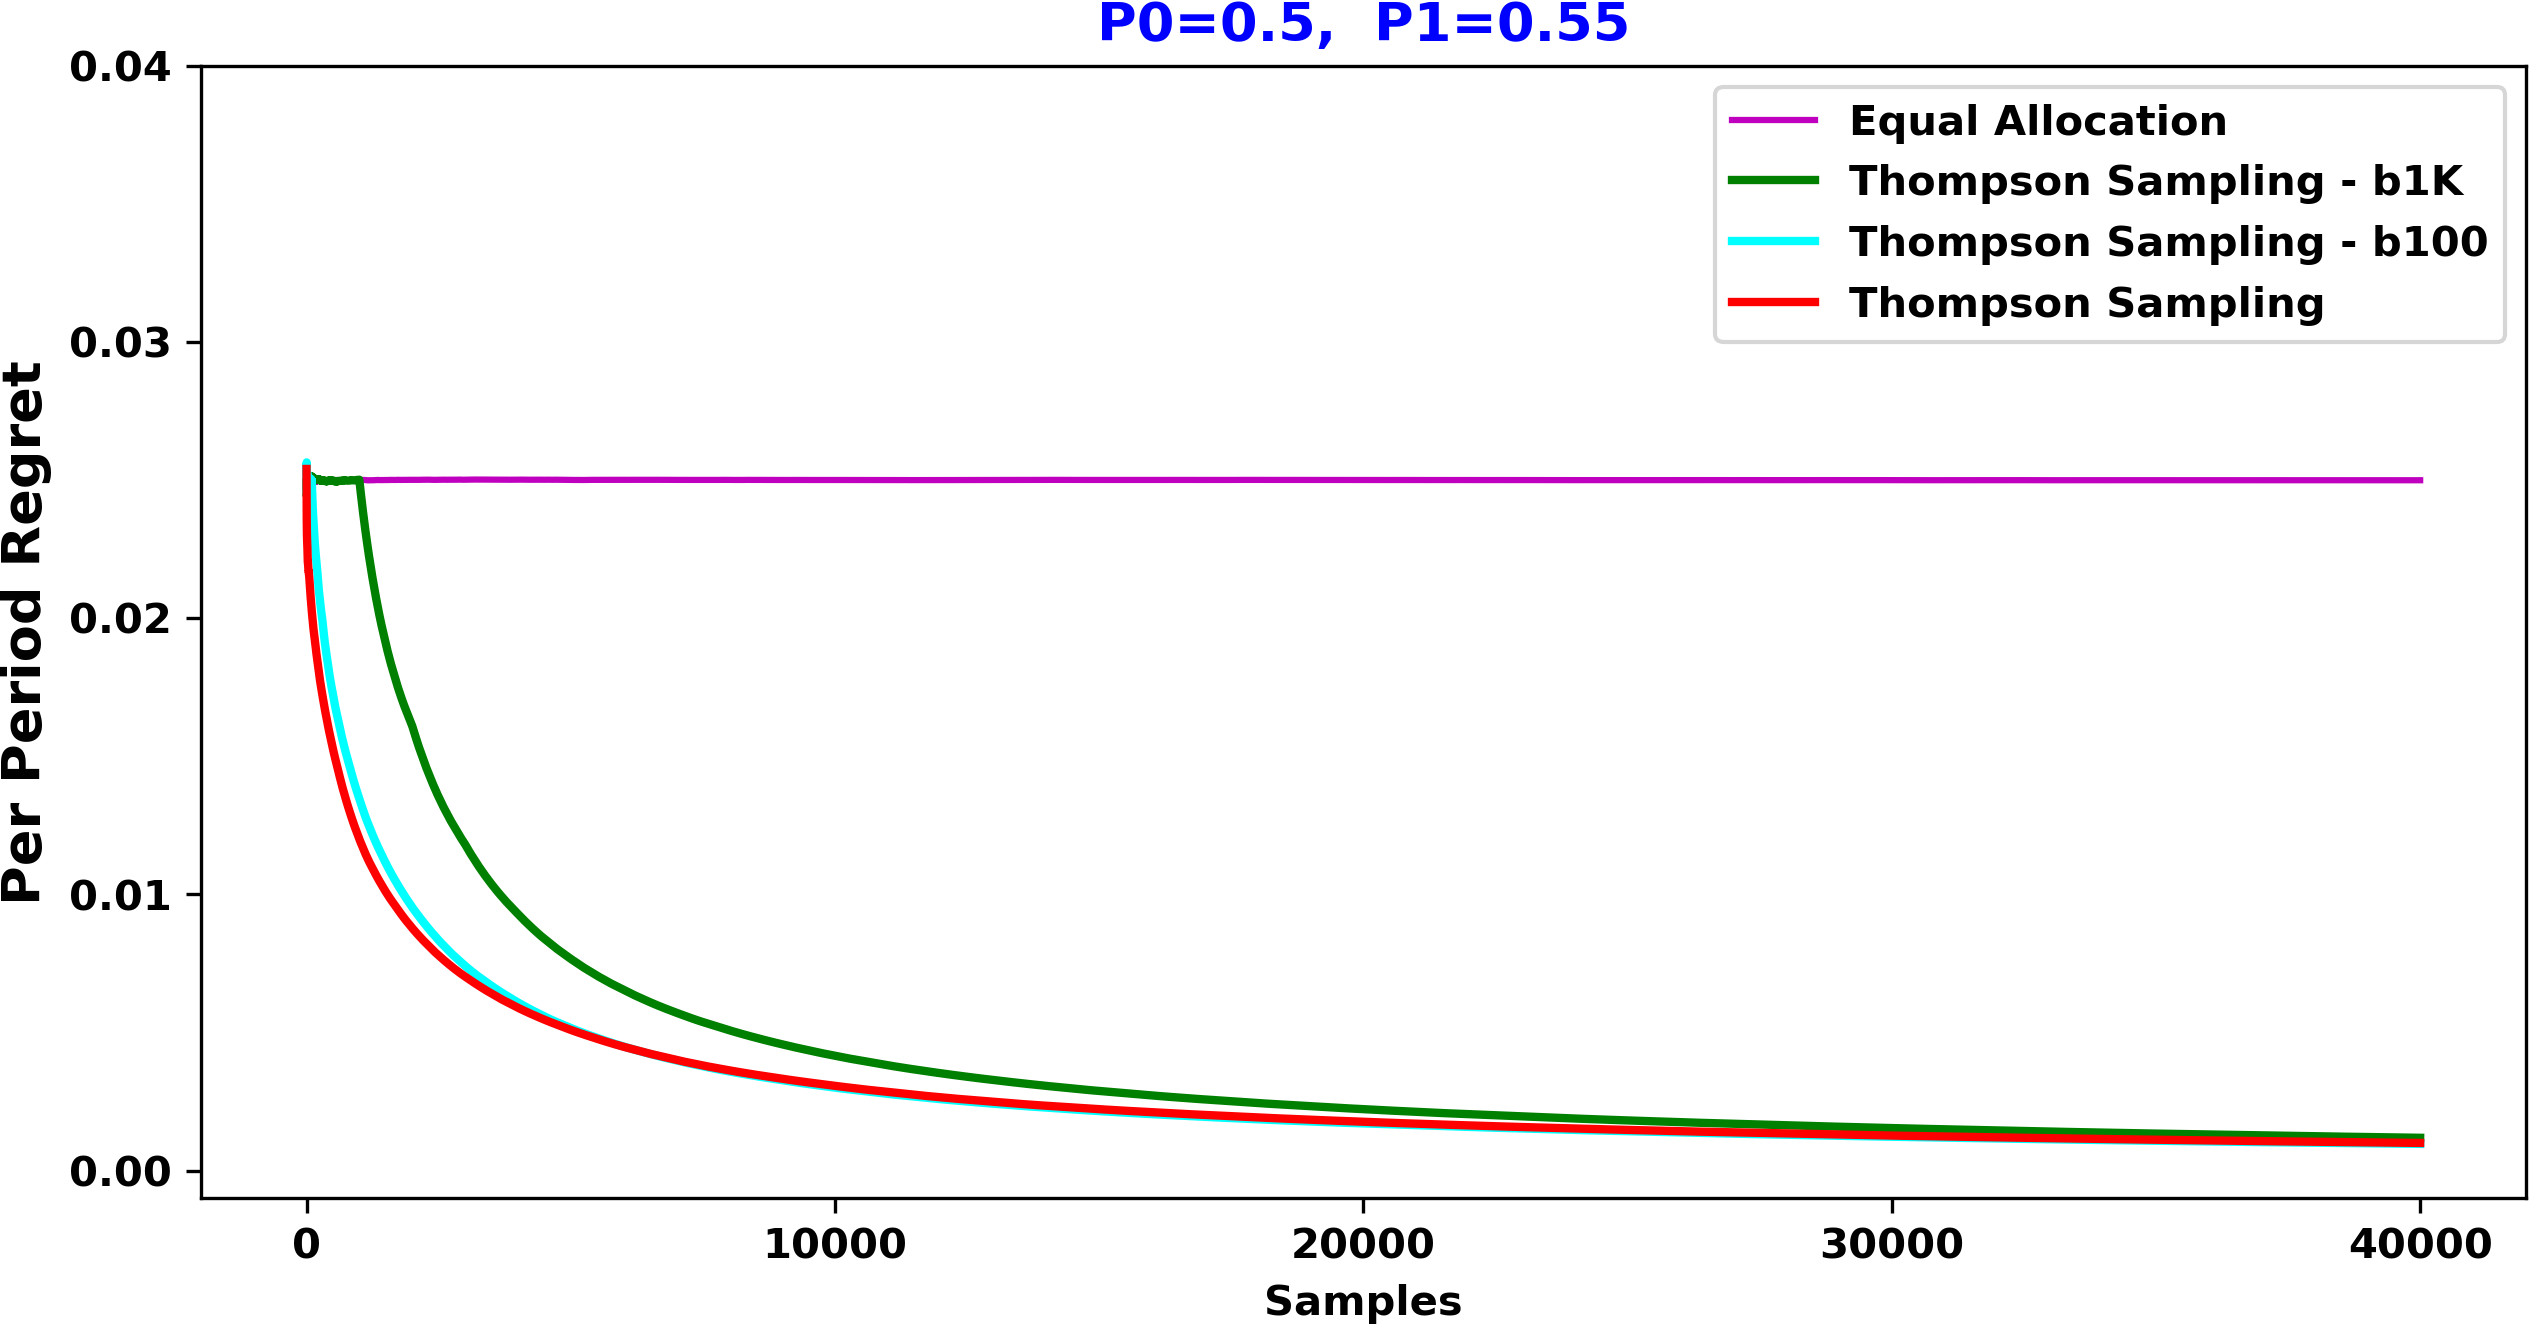 P0=0.5, P1=0.55
Per Period Regret
0.04
0.03
0.02
0.01
0.00
Equal Allocation
Thompson Sampling - b1K
Thompson Sampling - b100
Thompson Sampling
0 10000 20000 30000 40000
Samples